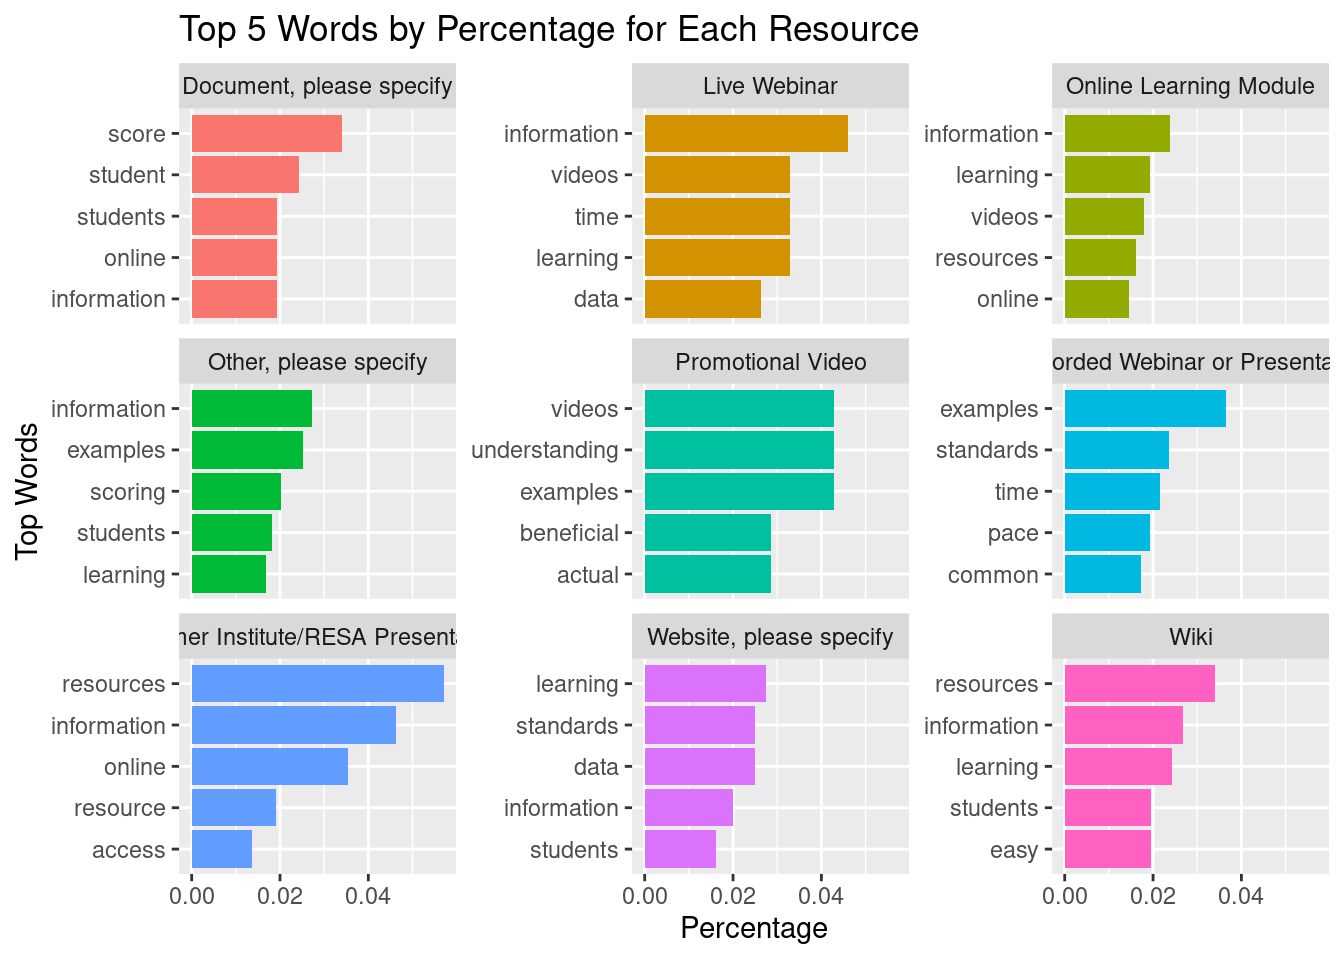 Top 5 Words by Percentage for Each Resource
Document, please specify
score
student
students
online
information
Live Webinar
information
videos
time
learning
data
Online Learning Module
information
learning
videos
resources
online
Other, please specify
information
examples
scoring
students
learning
Promotional Video
videos
understanding
examples
beneficial
actual
orded Webinar or Presenta
examples
standards
time
pace
common
ner Institute/RESA Presenta
resources
information
online
resource
access
0.00 0.02 0.04
Website, please specify
learning
standards
data
information
students
0.00 0.02 0.04
Wiki
resources
information
learning
students
easy
0.00 0.02 0.04
Top Words
Percentage